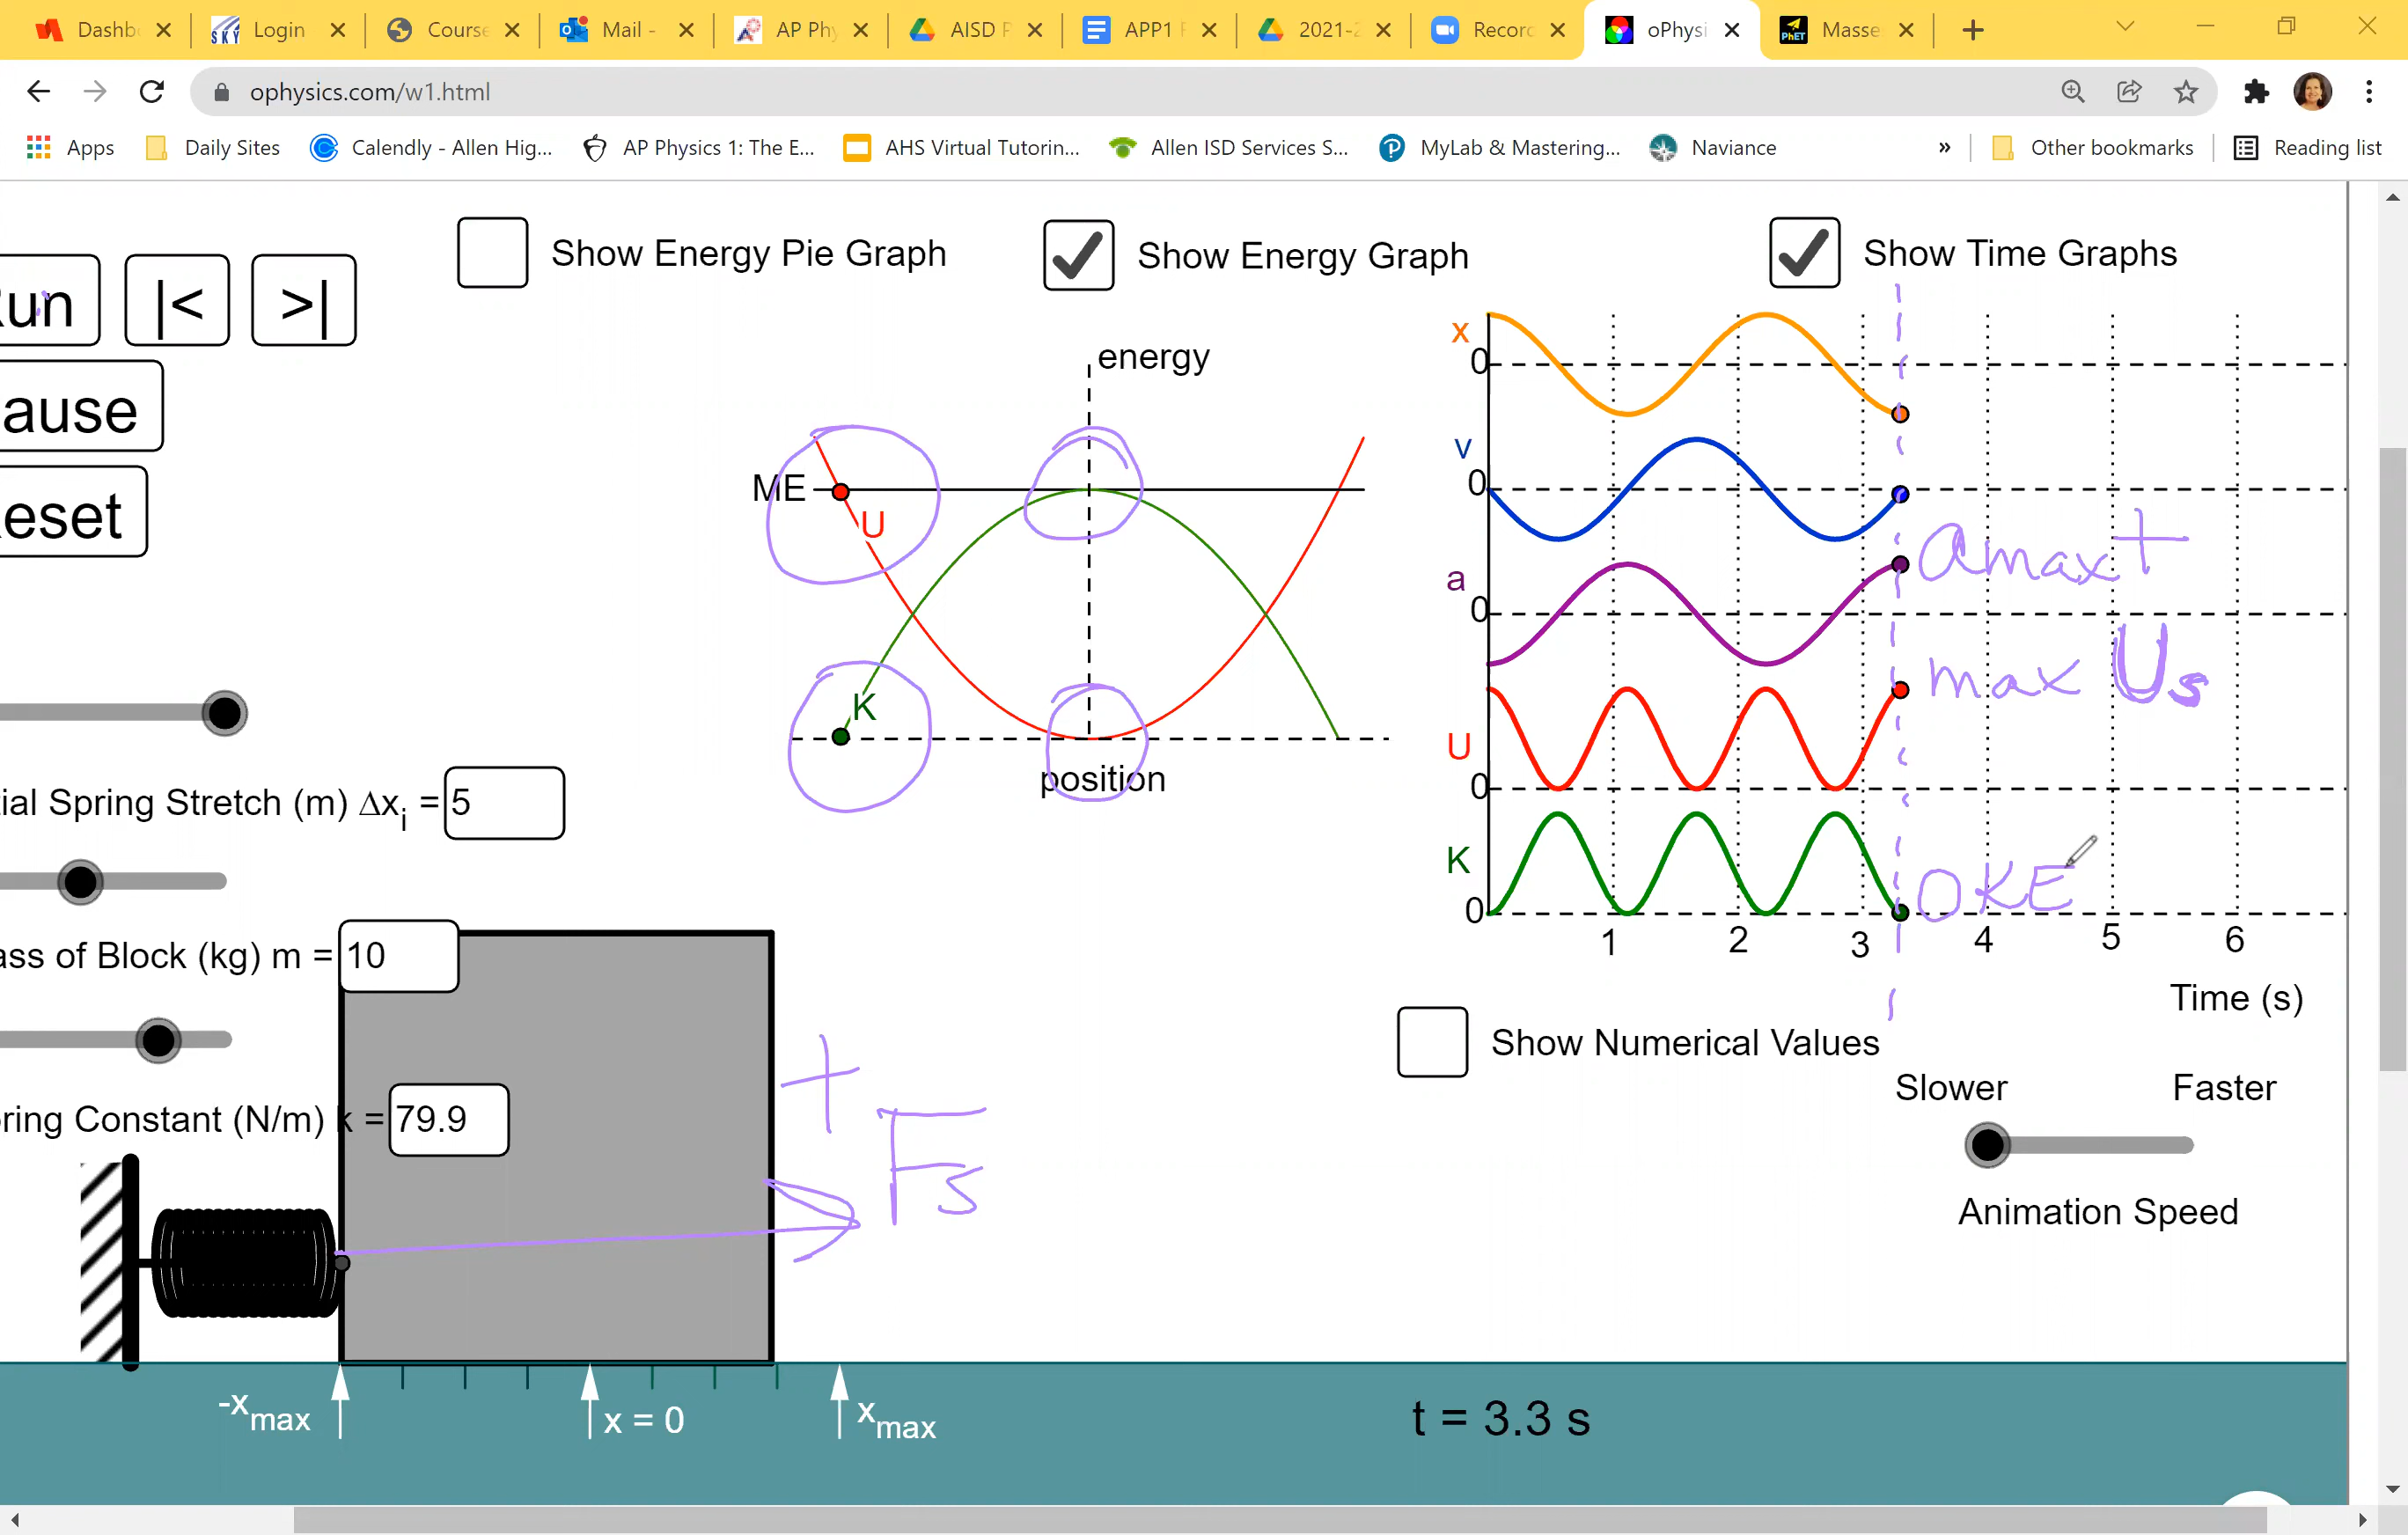 Dashb
Login
Course
Mail -
AP Phy
AISD P
APP1 F
2021-2
Recorc
oPhysi
Masse
ophysics.com/w1.html
Apps
Daily Sites
Calendly - Allen Hig...
AP Physics 1: The E...
AHS Virtual Tutorin...
Allen ISD Services S...
MyLab & Mastering...
Naviance
»
Other bookmarks
Reading list
Show Energy Pie Graph
Show Energy Graph
Show Time Graphs
un
|<
>|
ause
eset
energy
ME
U
K
position
x
0
v
0
a
0
U
0
K
0
1 2 3 4 5 6
Time (s)
amax +
max Us
0KE
tial Spring Stretch (m) Δxi = 5
ass of Block (kg) m = 10
pring Constant (N/m) k = 79.9
+
Fs
Show Numerical Values
Slower
Faster
Animation Speed
-xmax
x = 0
xmax
t = 3.3 s